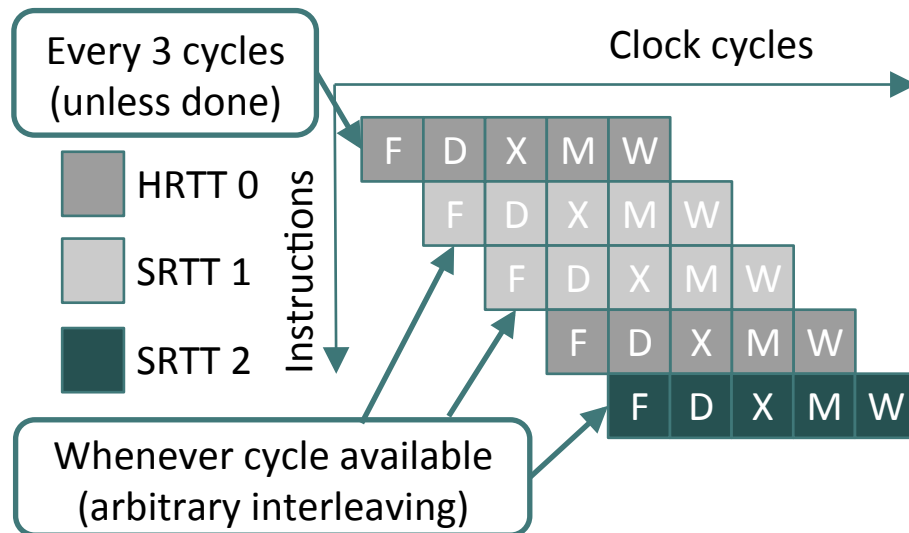 Every 3 cycles
(unless done)
Clock cycles
HRTT 0
SRTT 1
SRTT 2
Instructions
F D X M W
F D X M W
F D X M W
F D X M W
F D X M W
Whenever cycle available
(arbitrary interleaving)